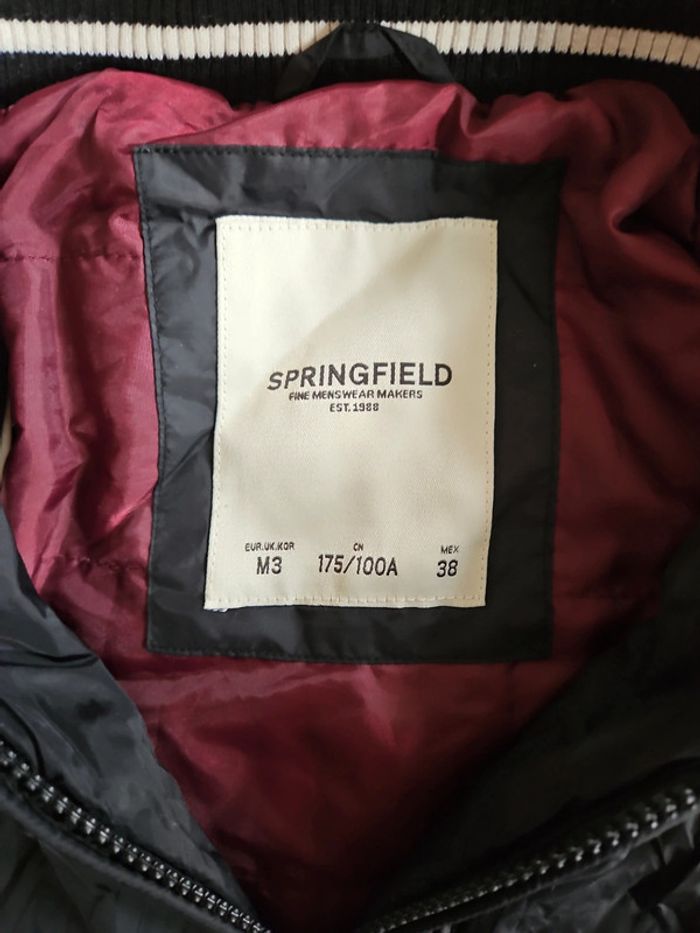 SPRINGFIELD
FINE MENSWEAR MAKERS
EST. 1988
EUR.UK.KOR CN MEX
M3 175/100A 38